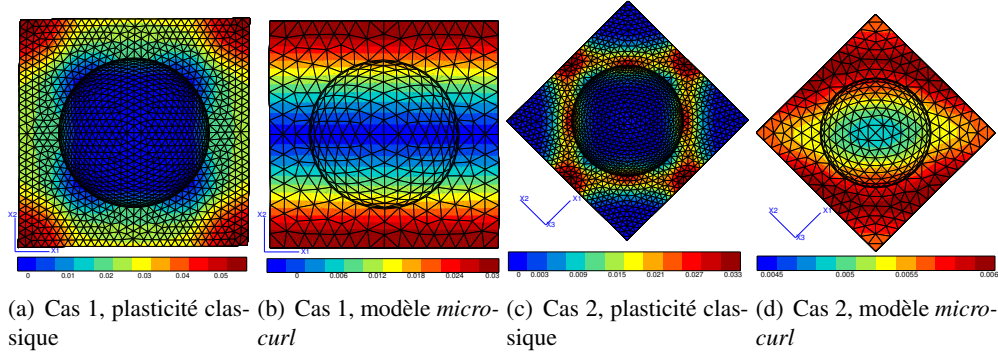 X2
X1
0.01 0.02 0.03 0.04 0.05
X2
X1
0 0.006 0.012 0.018 0.024 0.03
X2 X1
X3
0 0.003 0.009 0.015 0.021 0.027 0.033
X2 X1
X3
0.0045 0.005 0.0055 0.006
(a) Cas 1, plasticité clas-
sique
(b) Cas 1, modèle micro-
curl
(c) Cas 2, plasticité clas-
sique
(d) Cas 2, modèle micro-
curl